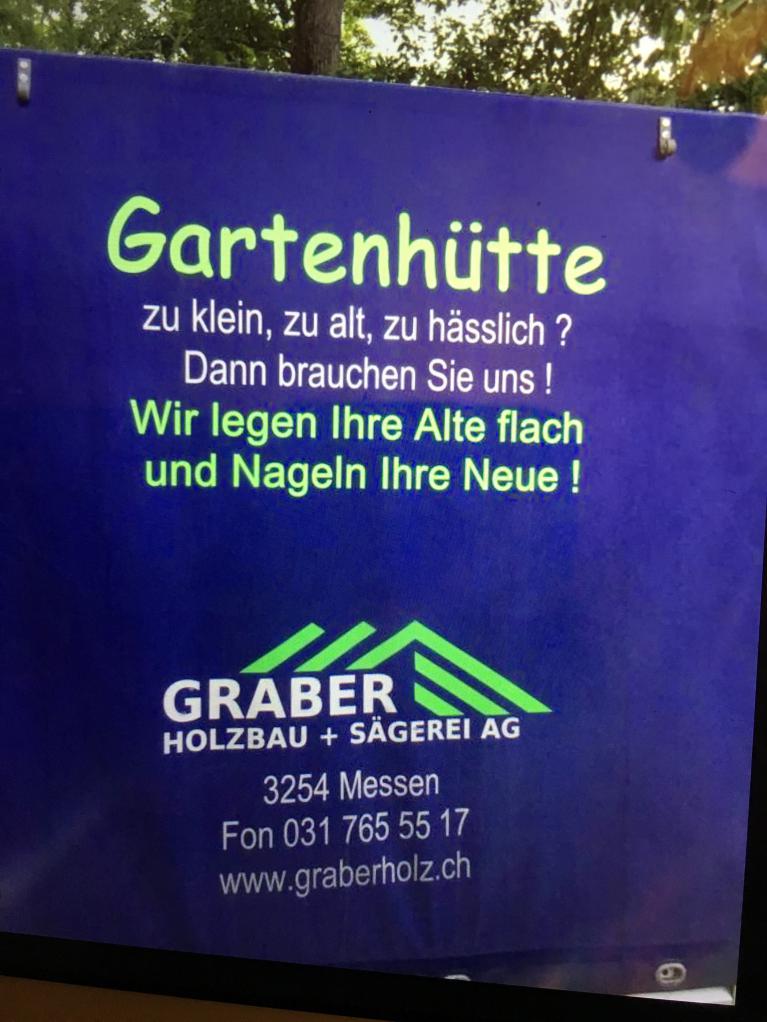 Gartenhütte
zu klein, zu alt, zu hässlich ?
Dann brauchen Sie uns !
Wir legen Ihre Alte flach
und Nageln Ihre Neue !
GRABER
HOLZBAU + SÄGEREI AG
3254 Messen
Fon 031 765 55 17
www.graberholz.ch